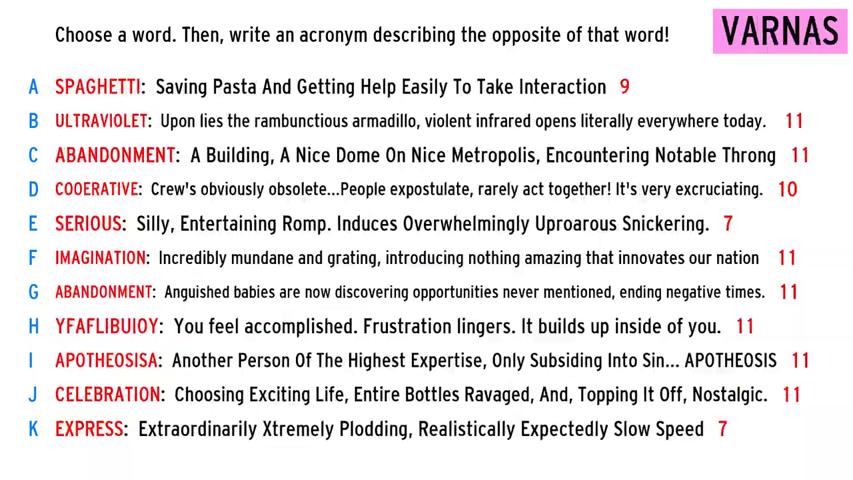 Choose a word. Then, write an acronym describing the opposite of that word!
VARNAS
A SPAGHETTI: Saving Pasta And Getting Help Easily To Take Interaction 9
B ULTRAVIOLET: Upon lies the rambunctious armadillo, violent infrared opens literally everywhere today. 11
C ABANDONMENT: A Building, A Nice Dome On Nice Metropolis, Encountering Notable Throng 11
D COOERATIVE: Crew's obviously obsolete...People expostulate, rarely act together! It's very excruciating. 10
E SERIOUS: Silly, Entertaining Romp. Induces Overwhelmingly Uproarous Snickering. 7
F IMAGINATION: Incredibly mundane and grating, introducing nothing amazing that innovates our nation 11
G ABANDONMENT: Anguished babies are now discovering opportunities never mentioned, ending negative times. 11
H YFAFLIBUIOY: You feel accomplished. Frustration lingers. It builds up inside of you. 11
I APOTHEOSISA: Another Person Of The Highest Expertise, Only Subsiding Into Sin... APOTHEOSIS 11
J CELEBRATION: Choosing Exciting Life, Entire Bottles Ravaged, And, Topping It Off, Nostalgic. 11
K EXPRESS: Extraordinarily Xtremely Plodding, Realistically Expectedly Slow Speed 7